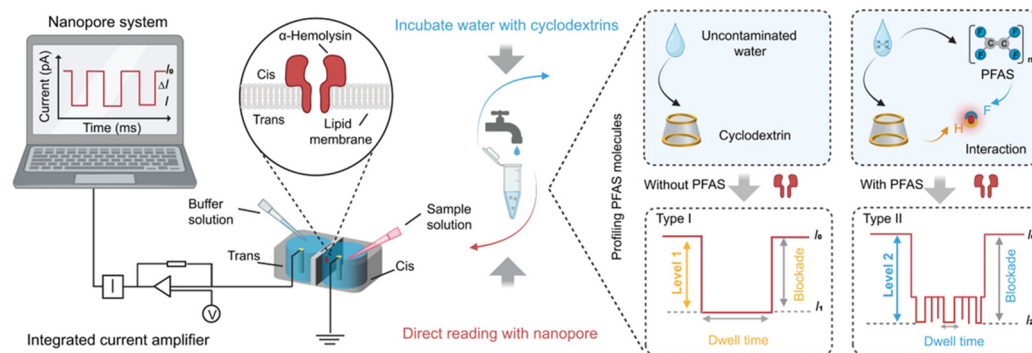 Nanopore system
Current (pA)
I₀
ΔI
I
Time (ms)
α-Hemolysin
Cis
Trans
Lipid
membrane
Buffer
solution
Sample
solution
Trans
Cis
I
V
Integrated current amplifier
Incubate water with cyclodextrins
Direct reading with nanopore
Profiling PFAS molecules
Uncontaminated
water
Cyclodextrin
Without PFAS
Type I
I₀
Level 1
Blockade
I₁
Dwell time
F
F
C
C
F
F
n
PFAS
F
H
Interaction
With PFAS
Type II
Level 2
Blockade
Dwell time